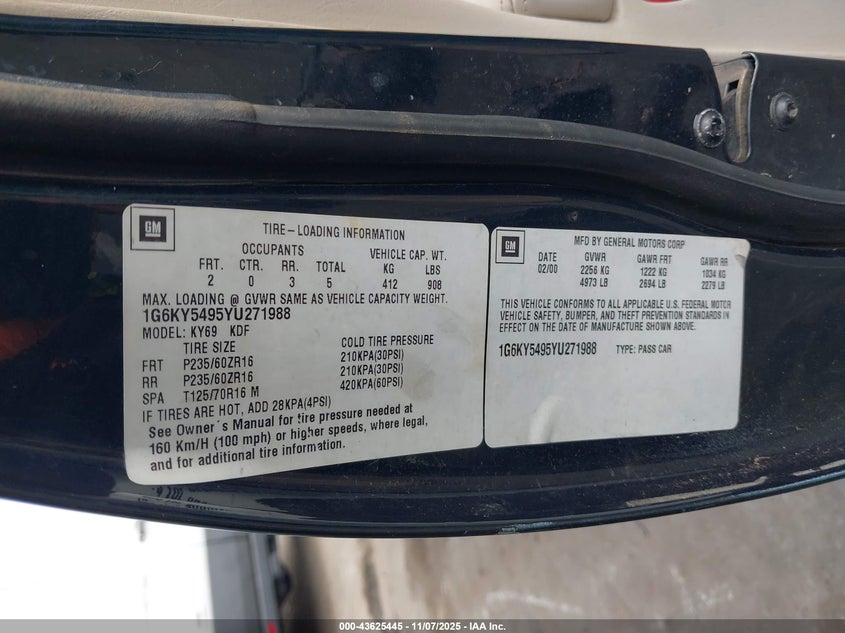 GM
TIRE-LOADING INFORMATION
OCCUPANTS VEHICLE CAP. WT.
FRT. CTR. RR. TOTAL KG LBS
2 0 3 5 412 908
MAX. LOADING @ GVWR SAME AS VEHICLE CAPACITY WEIGHT.
1G6KY5495YU271988
MODEL: KY69 KDF
TIRE SIZE COLD TIRE PRESSURE
FRT P235/60ZR16 210KPA(30PSI)
RR P235/60ZR16 210KPA(30PSI)
SPA T125/70R16 M 420KPA(60PSI)
IF TIRES ARE HOT, ADD 28KPA(4PSI)
See Owner's Manual for tire pressure needed at
160 Km/H (100 mph) or higher speeds, where legal,
and for additional tire information.
GM
MFD BY GENERAL MOTORS CORP
DATE GVWR GAWR FRT GAWR RR
02/00 2256 KG 1222 KG 1034 KG
4973 LB 2694 LB 2279 LB
THIS VEHICLE CONFORMS TO ALL APPLICABLE U.S. FEDERAL MOTOR
VEHICLE SAFETY, BUMPER, AND THEFT PREVENTION STANDARDS IN
EFFECT ON THE DATE OF MANUFACTURE SHOWN ABOVE.
1G6KY5495YU271988 TYPE: PASS CAR
000-43625445 - 11/07/2025 - IAA Inc.